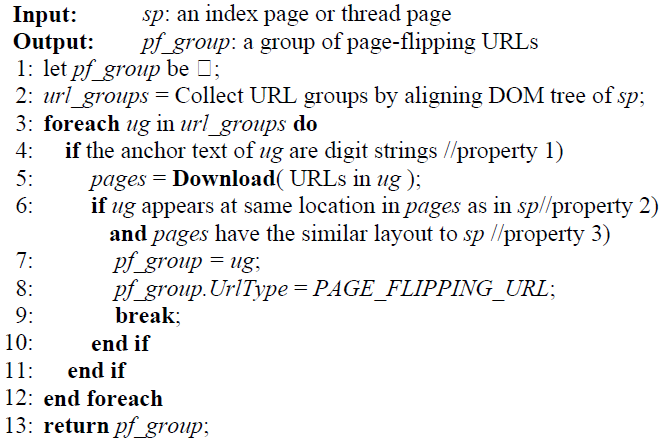 Input: sp: an index page or thread page
Output: pf_group: a group of page-flipping URLs
1: let pf_group be □;
2: url_groups = Collect URL groups by aligning DOM tree of sp;
3: foreach ug in url_groups do
4: if the anchor text of ug are digit strings //property 1)
5: pages = Download( URLs in ug );
6: if ug appears at same location in pages as in sp//property 2)
and pages have the similar layout to sp //property 3)
7: pf_group = ug;
8: pf_group.UrlType = PAGE_FLIPPING_URL;
9: break;
10: end if
11: end if
12: end foreach
13: return pf_group;